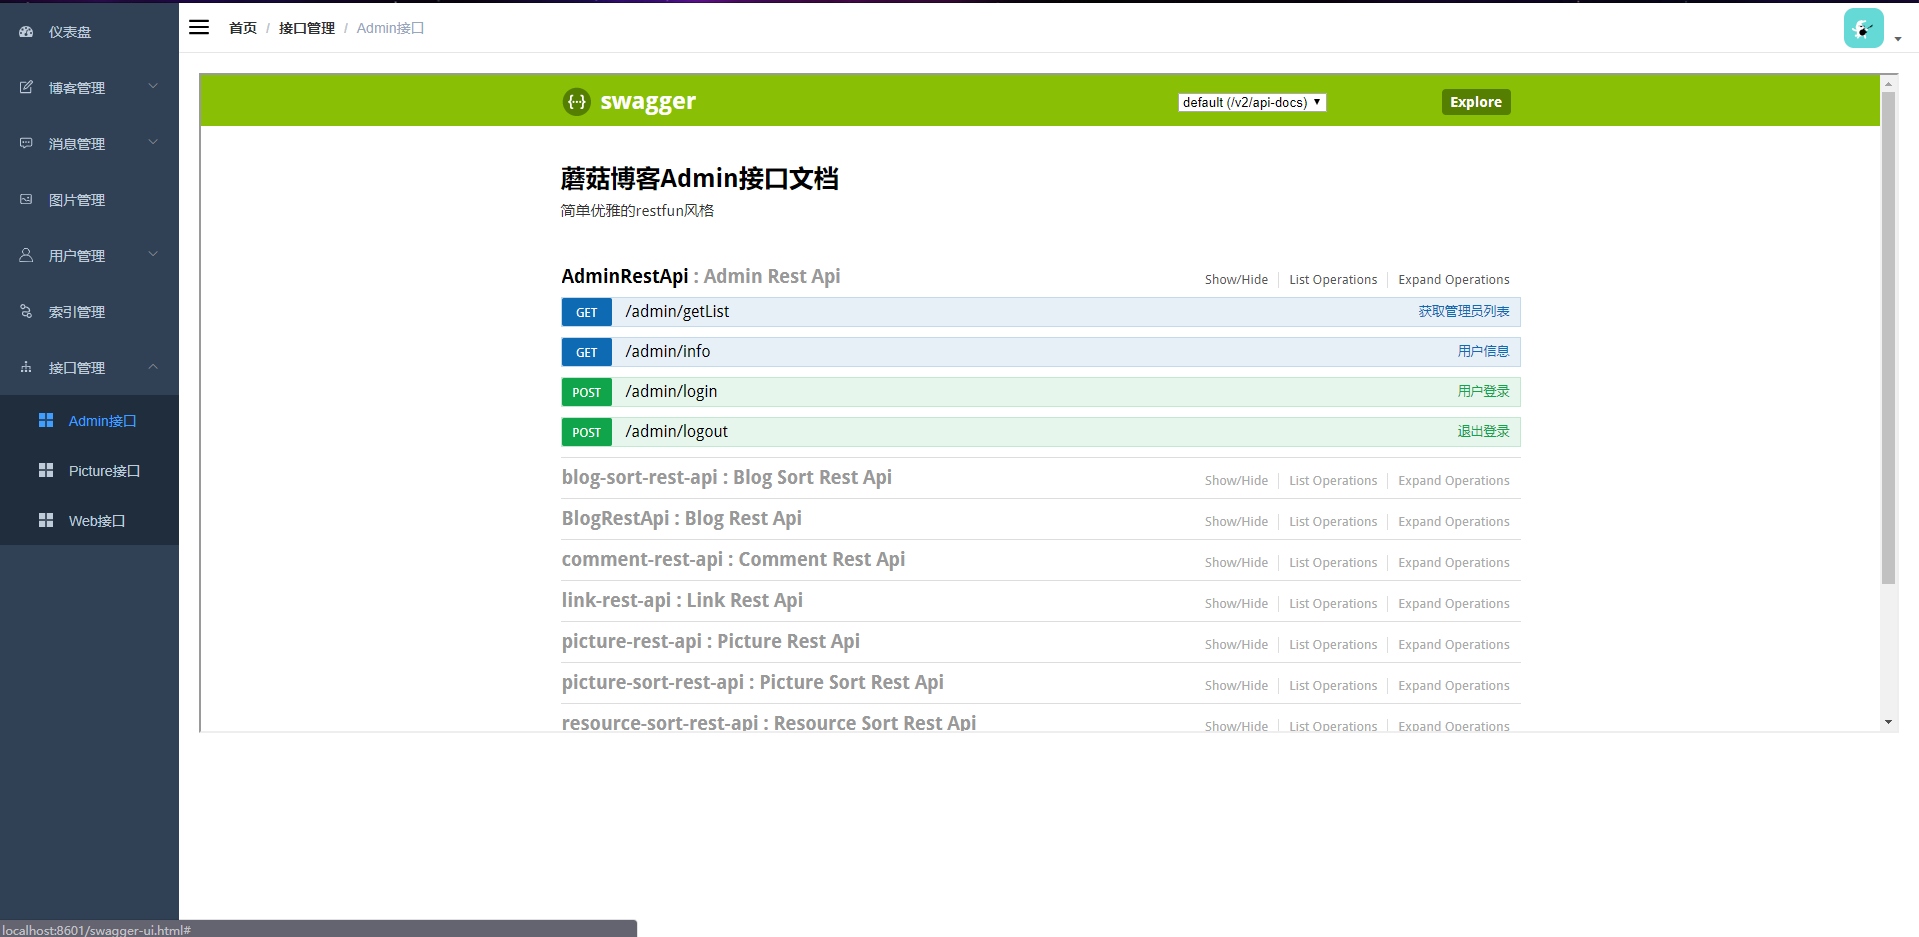 仪表盘
博客管理
消息管理
图片管理
用户管理
索引管理
接口管理
Admin接口
Picture接口
Web接口
首页 / 接口管理 / Admin接口
{··} swagger
default (/v2/api-docs)
Explore
蘑菇博客Admin接口文档
简单优雅的restfun风格
AdminRestApi : Admin Rest Api Show/Hide List Operations Expand Operations
GET /admin/getList 获取管理员列表
GET /admin/info 用户信息
POST /admin/login 用户登录
POST /admin/logout 退出登录
blog-sort-rest-api : Blog Sort Rest Api Show/Hide List Operations Expand Operations
BlogRestApi : Blog Rest Api Show/Hide List Operations Expand Operations
comment-rest-api : Comment Rest Api Show/Hide List Operations Expand Operations
link-rest-api : Link Rest Api Show/Hide List Operations Expand Operations
picture-rest-api : Picture Rest Api Show/Hide List Operations Expand Operations
picture-sort-rest-api : Picture Sort Rest Api Show/Hide List Operations Expand Operations
resource-sort-rest-api : Resource Sort Rest Api Show/Hide List Operations Expand Operations
localhost:8601/swagger-ui.html#